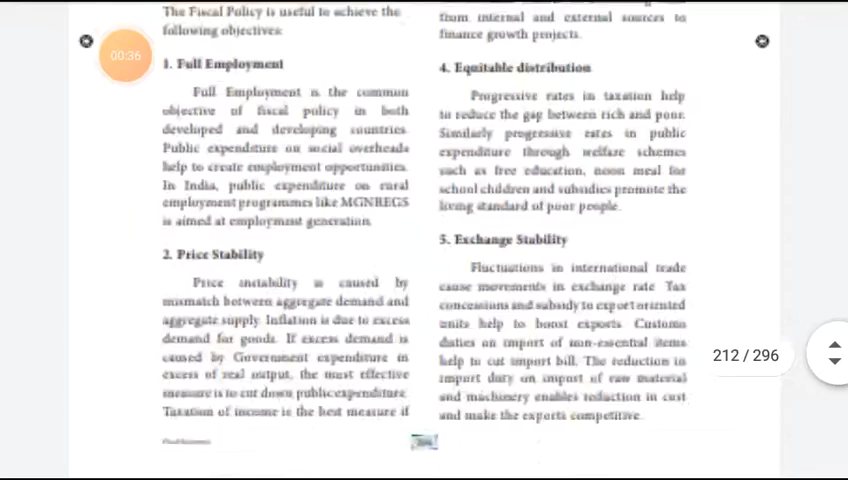 The Fiscal Policy is useful to achieve the
following objectives:
1. Full Employment
Full Employment is the common
objective of fiscal policy in both
developed and developing countries.
Public expenditure on social overheads
help to create employment opportunities.
In India, public expenditure on rural
employment programmes like MGNREGS
is aimed at employment generation.
2. Price Stability
Price instability is caused by
mismatch between aggregate demand and
aggregate supply. Inflation is due to excess
demand for goods. If excess demand is
caused by Government expenditure in
excess of real output, the most effective
measure is to cut down public expenditure.
Taxation of income is the best measure if
from internal and external sources to
finance growth projects.
4. Equitable distribution
Progressive rates in taxation help
to reduce the gap between rich and poor.
Similarly progressive rates in public
expenditure through welfare schemes
such as free education, noon meal for
school children and subsidies promote the
living standard of poor people.
5. Exchange Stability
Fluctuations in international trade
cause movements in exchange rate. Tax
concessions and subsidy to export oriented
units help to boost exports. Customs
duties on import of non-essential items
help to cut import bill. The reduction in
import duty on import of raw material
and machinery enables reduction in cost
and make the exports competitive.
00:36
212 / 296